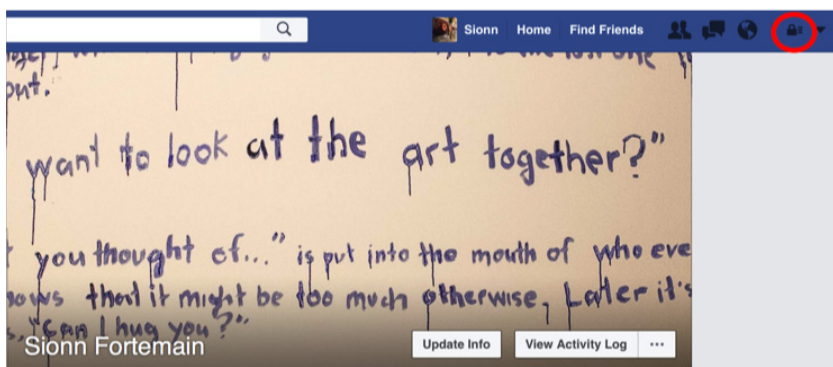 Sionn Home Find Friends
out.
want to look at the art together?"
you thought of..." is put into the mouth of who eve
nows that it might be too much otherwise, Later it's
s, "Can I hug you?"
Sionn Fortemain
Update Info View Activity Log ...